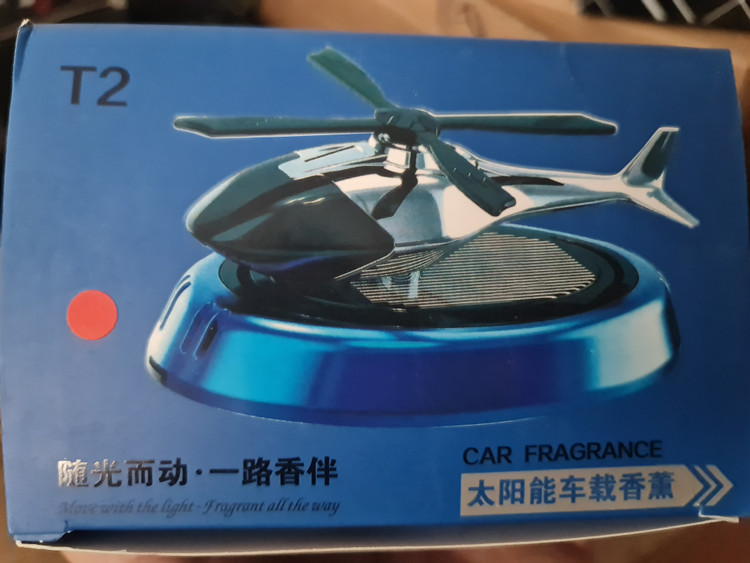 T2
随光而动·一路香伴
Move with the light - Fragrant all the way
CAR FRAGRANCE
太阳能车载香薰